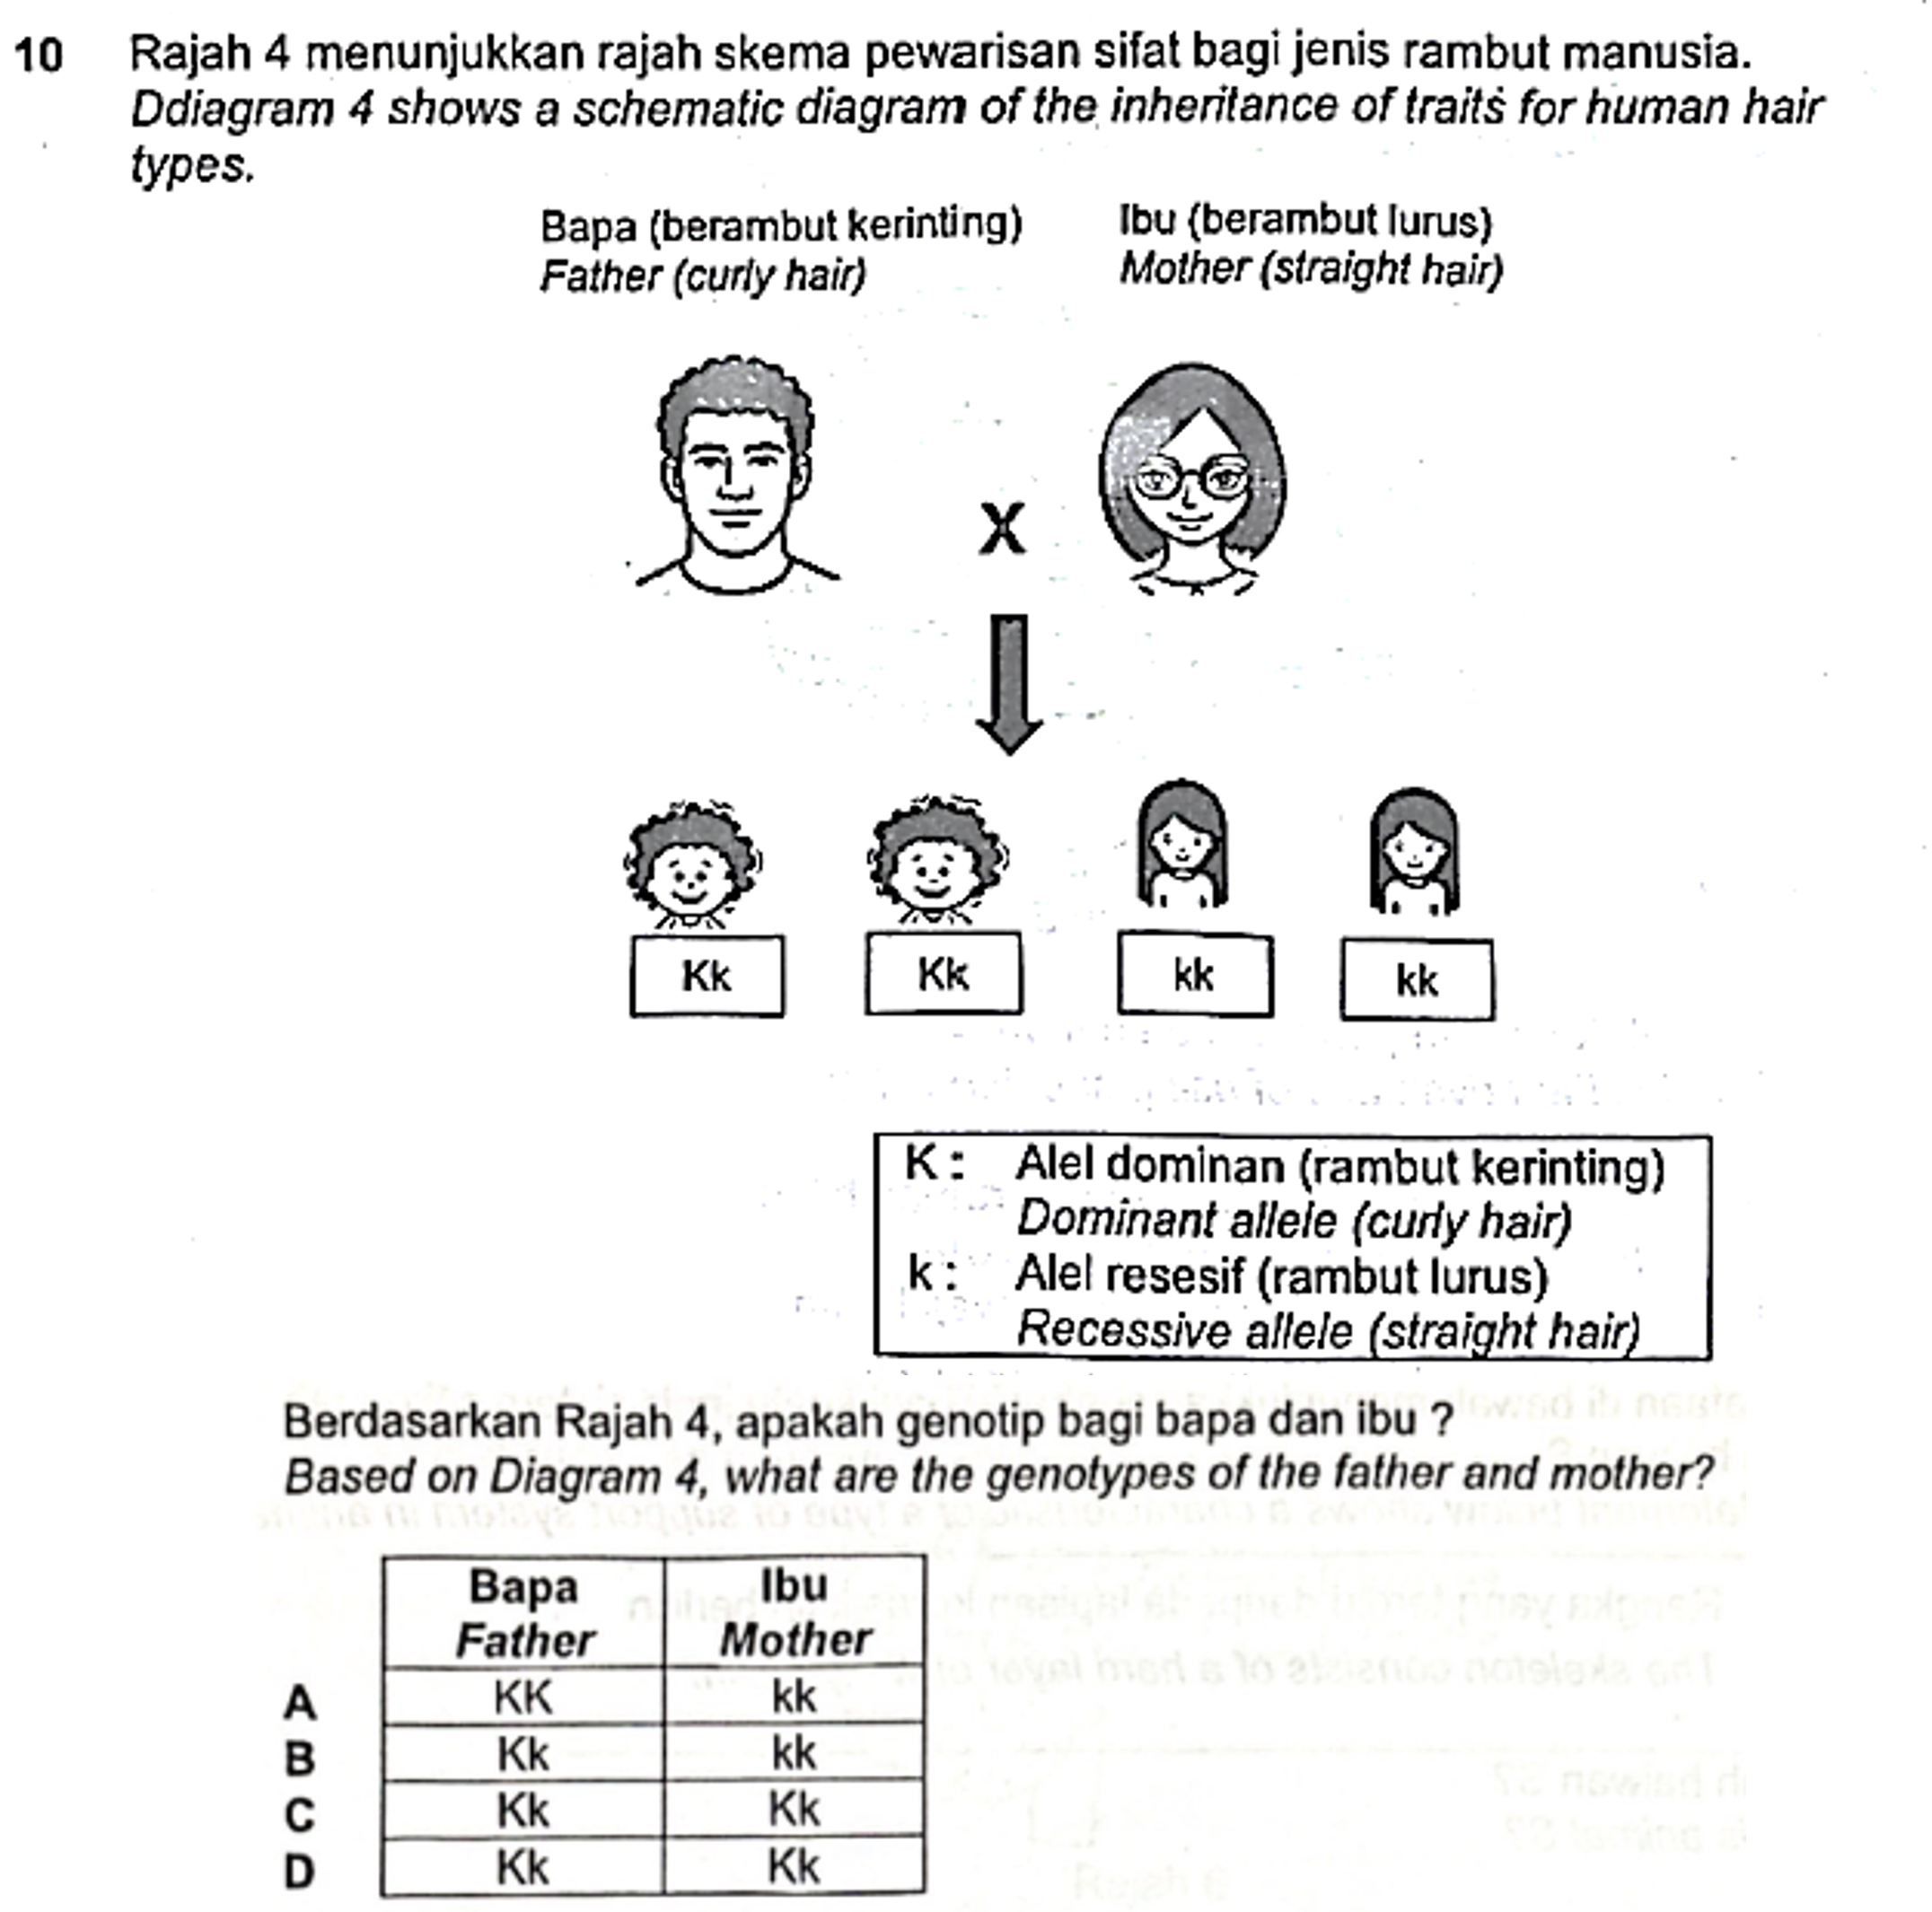 10 Rajah 4 menunjukkan rajah skema pewarisan sifat bagi jenis rambut manusia.
Ddiagram 4 shows a schematic diagram of the inheritance of traits for human hair
types.
Bapa (berambut kerinting) Ibu (berambut lurus)
Father (curly hair) Mother (straight hair)
X
Kk Kk kk kk
K : Alel dominan (rambut kerinting)
Dominant allele (curly hair)
k : Alel resesif (rambut lurus)
Recessive allele (straight hair)
Berdasarkan Rajah 4, apakah genotip bagi bapa dan ibu ?
Based on Diagram 4, what are the genotypes of the father and mother?
Bapa Ibu
Father Mother
A KK kk
B Kk kk
C Kk Kk
D Kk Kk